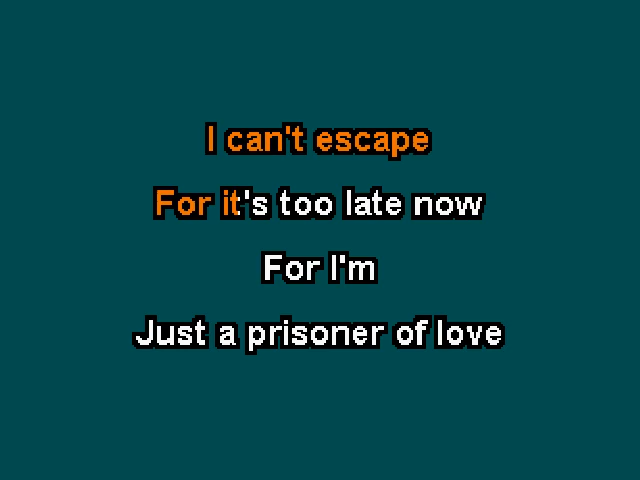 I can't escape
For it's too late now
For I'm
Just a prisoner of love